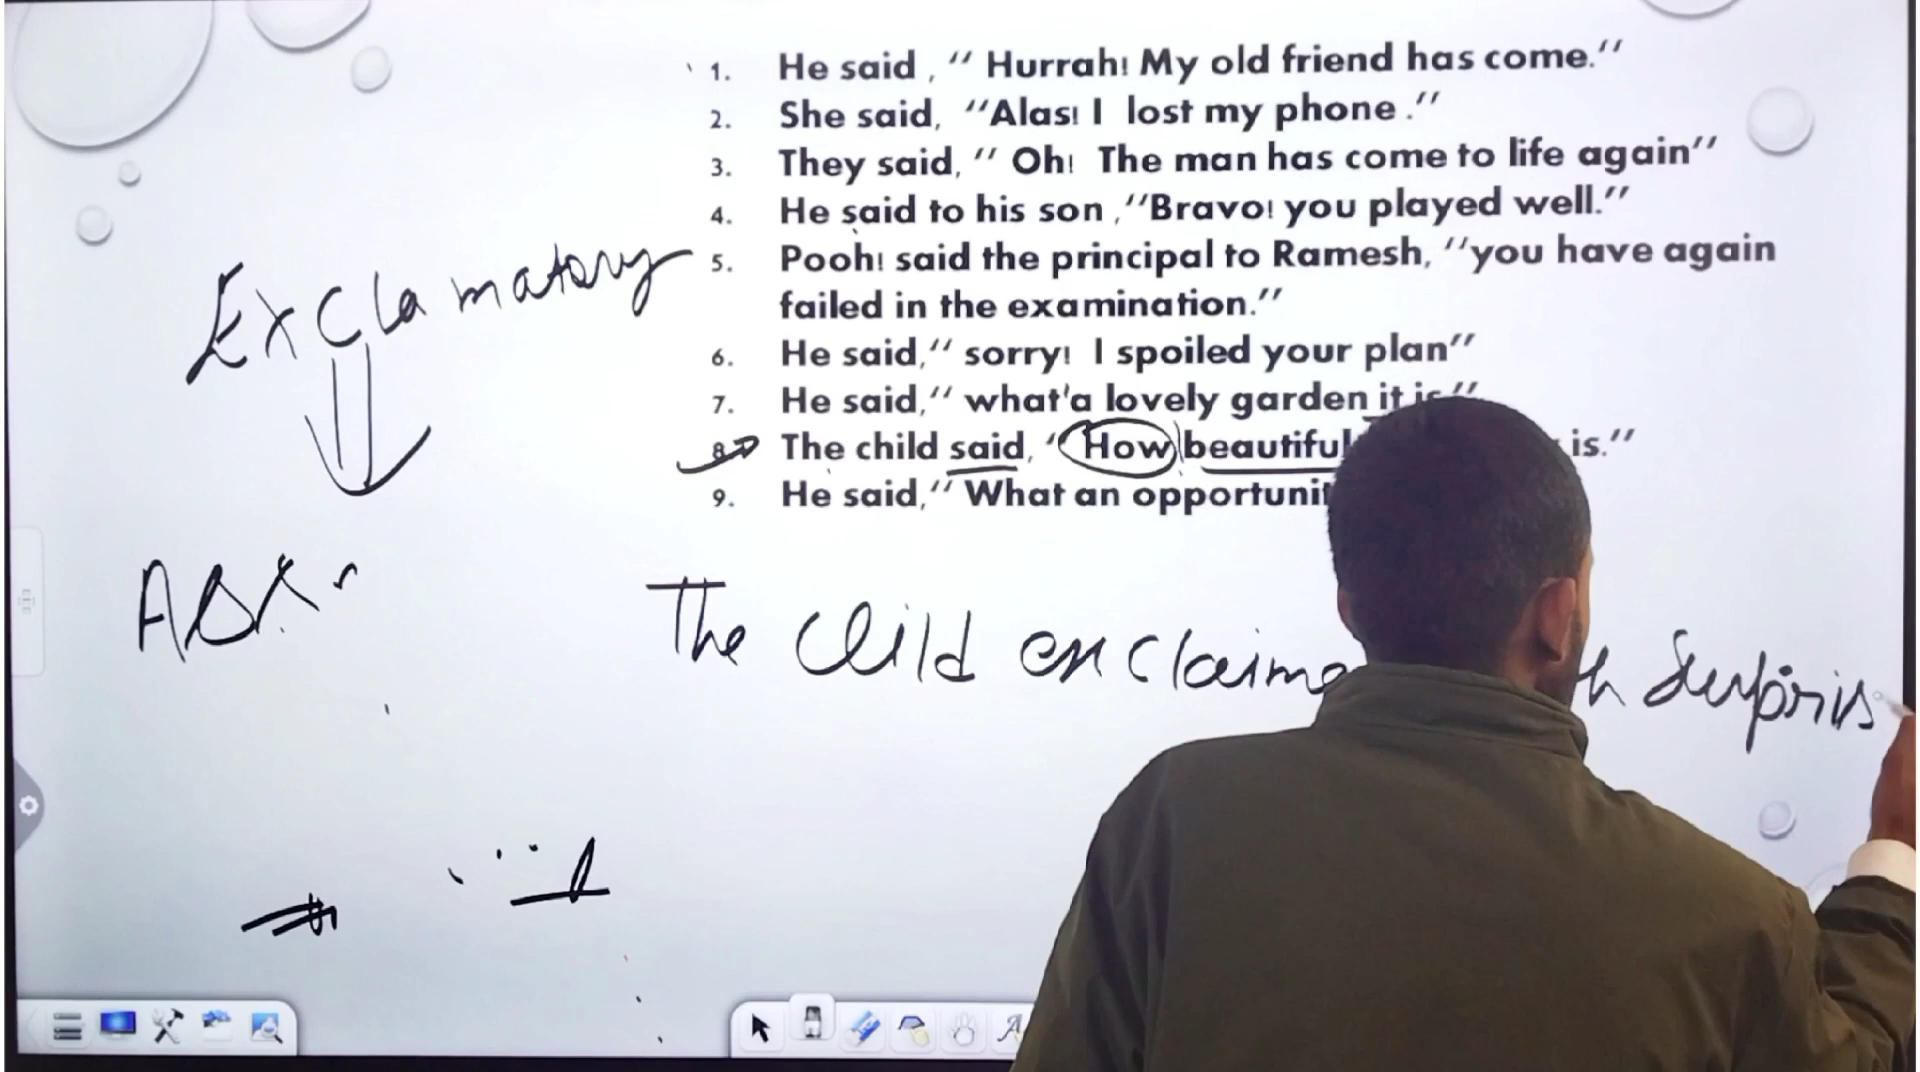 1. He said , " Hurrah! My old friend has come."
2. She said, "Alas! I lost my phone ."
3. They said, " Oh! The man has come to life again"
4. He said to his son ,"Bravo! you played well."
5. Pooh! said the principal to Ramesh, "you have again
failed in the examination."
6. He said," sorry! I spoiled your plan"
7. He said," what'a lovely garden it is"
8. The child said, " How beautiful is."
9. He said," What an
Exclamatory
The Child